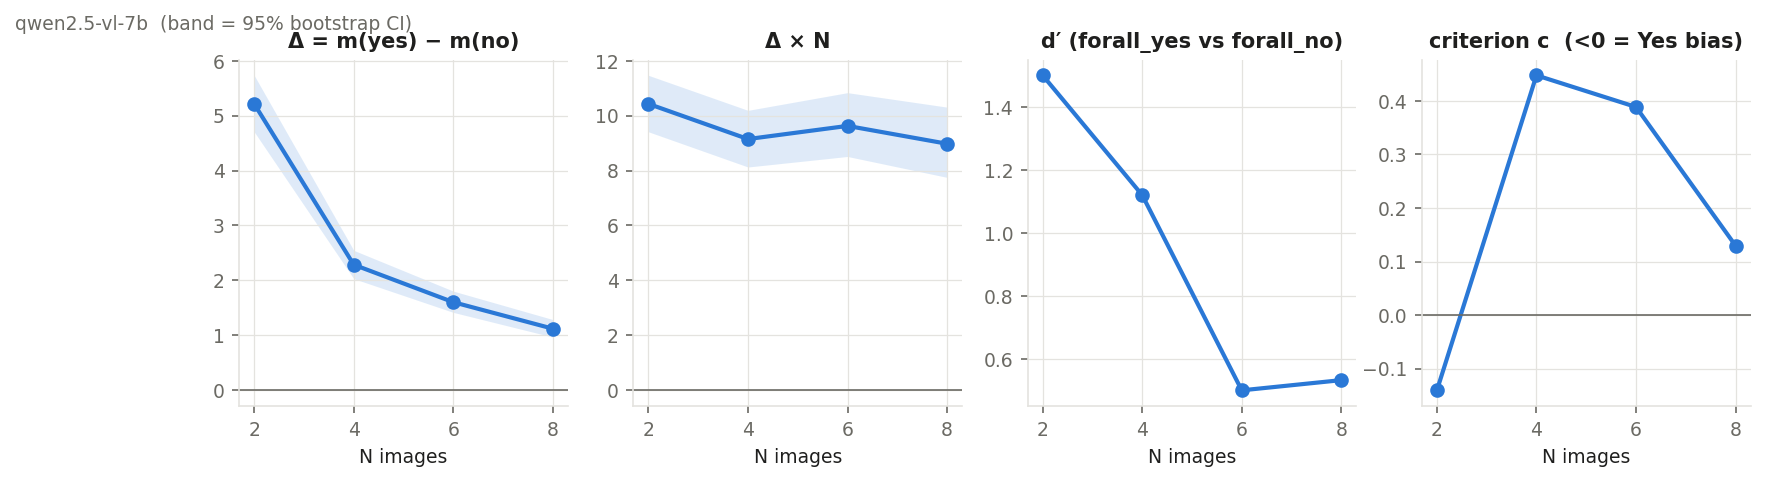 qwen2.5-vl-7b (band = 95% bootstrap CI)
Δ = m(yes) − m(no)
6
5
4
3
2
1
0
2 4 6 8
N images
Δ × N
12
10
8
6
4
2
0
2 4 6 8
N images
d′ (forall_yes vs forall_no)
1.4
1.2
1.0
0.8
0.6
2 4 6 8
N images
criterion c (<0 = Yes bias)
0.4
0.3
0.2
0.1
0.0
−0.1
2 4 6 8
N images